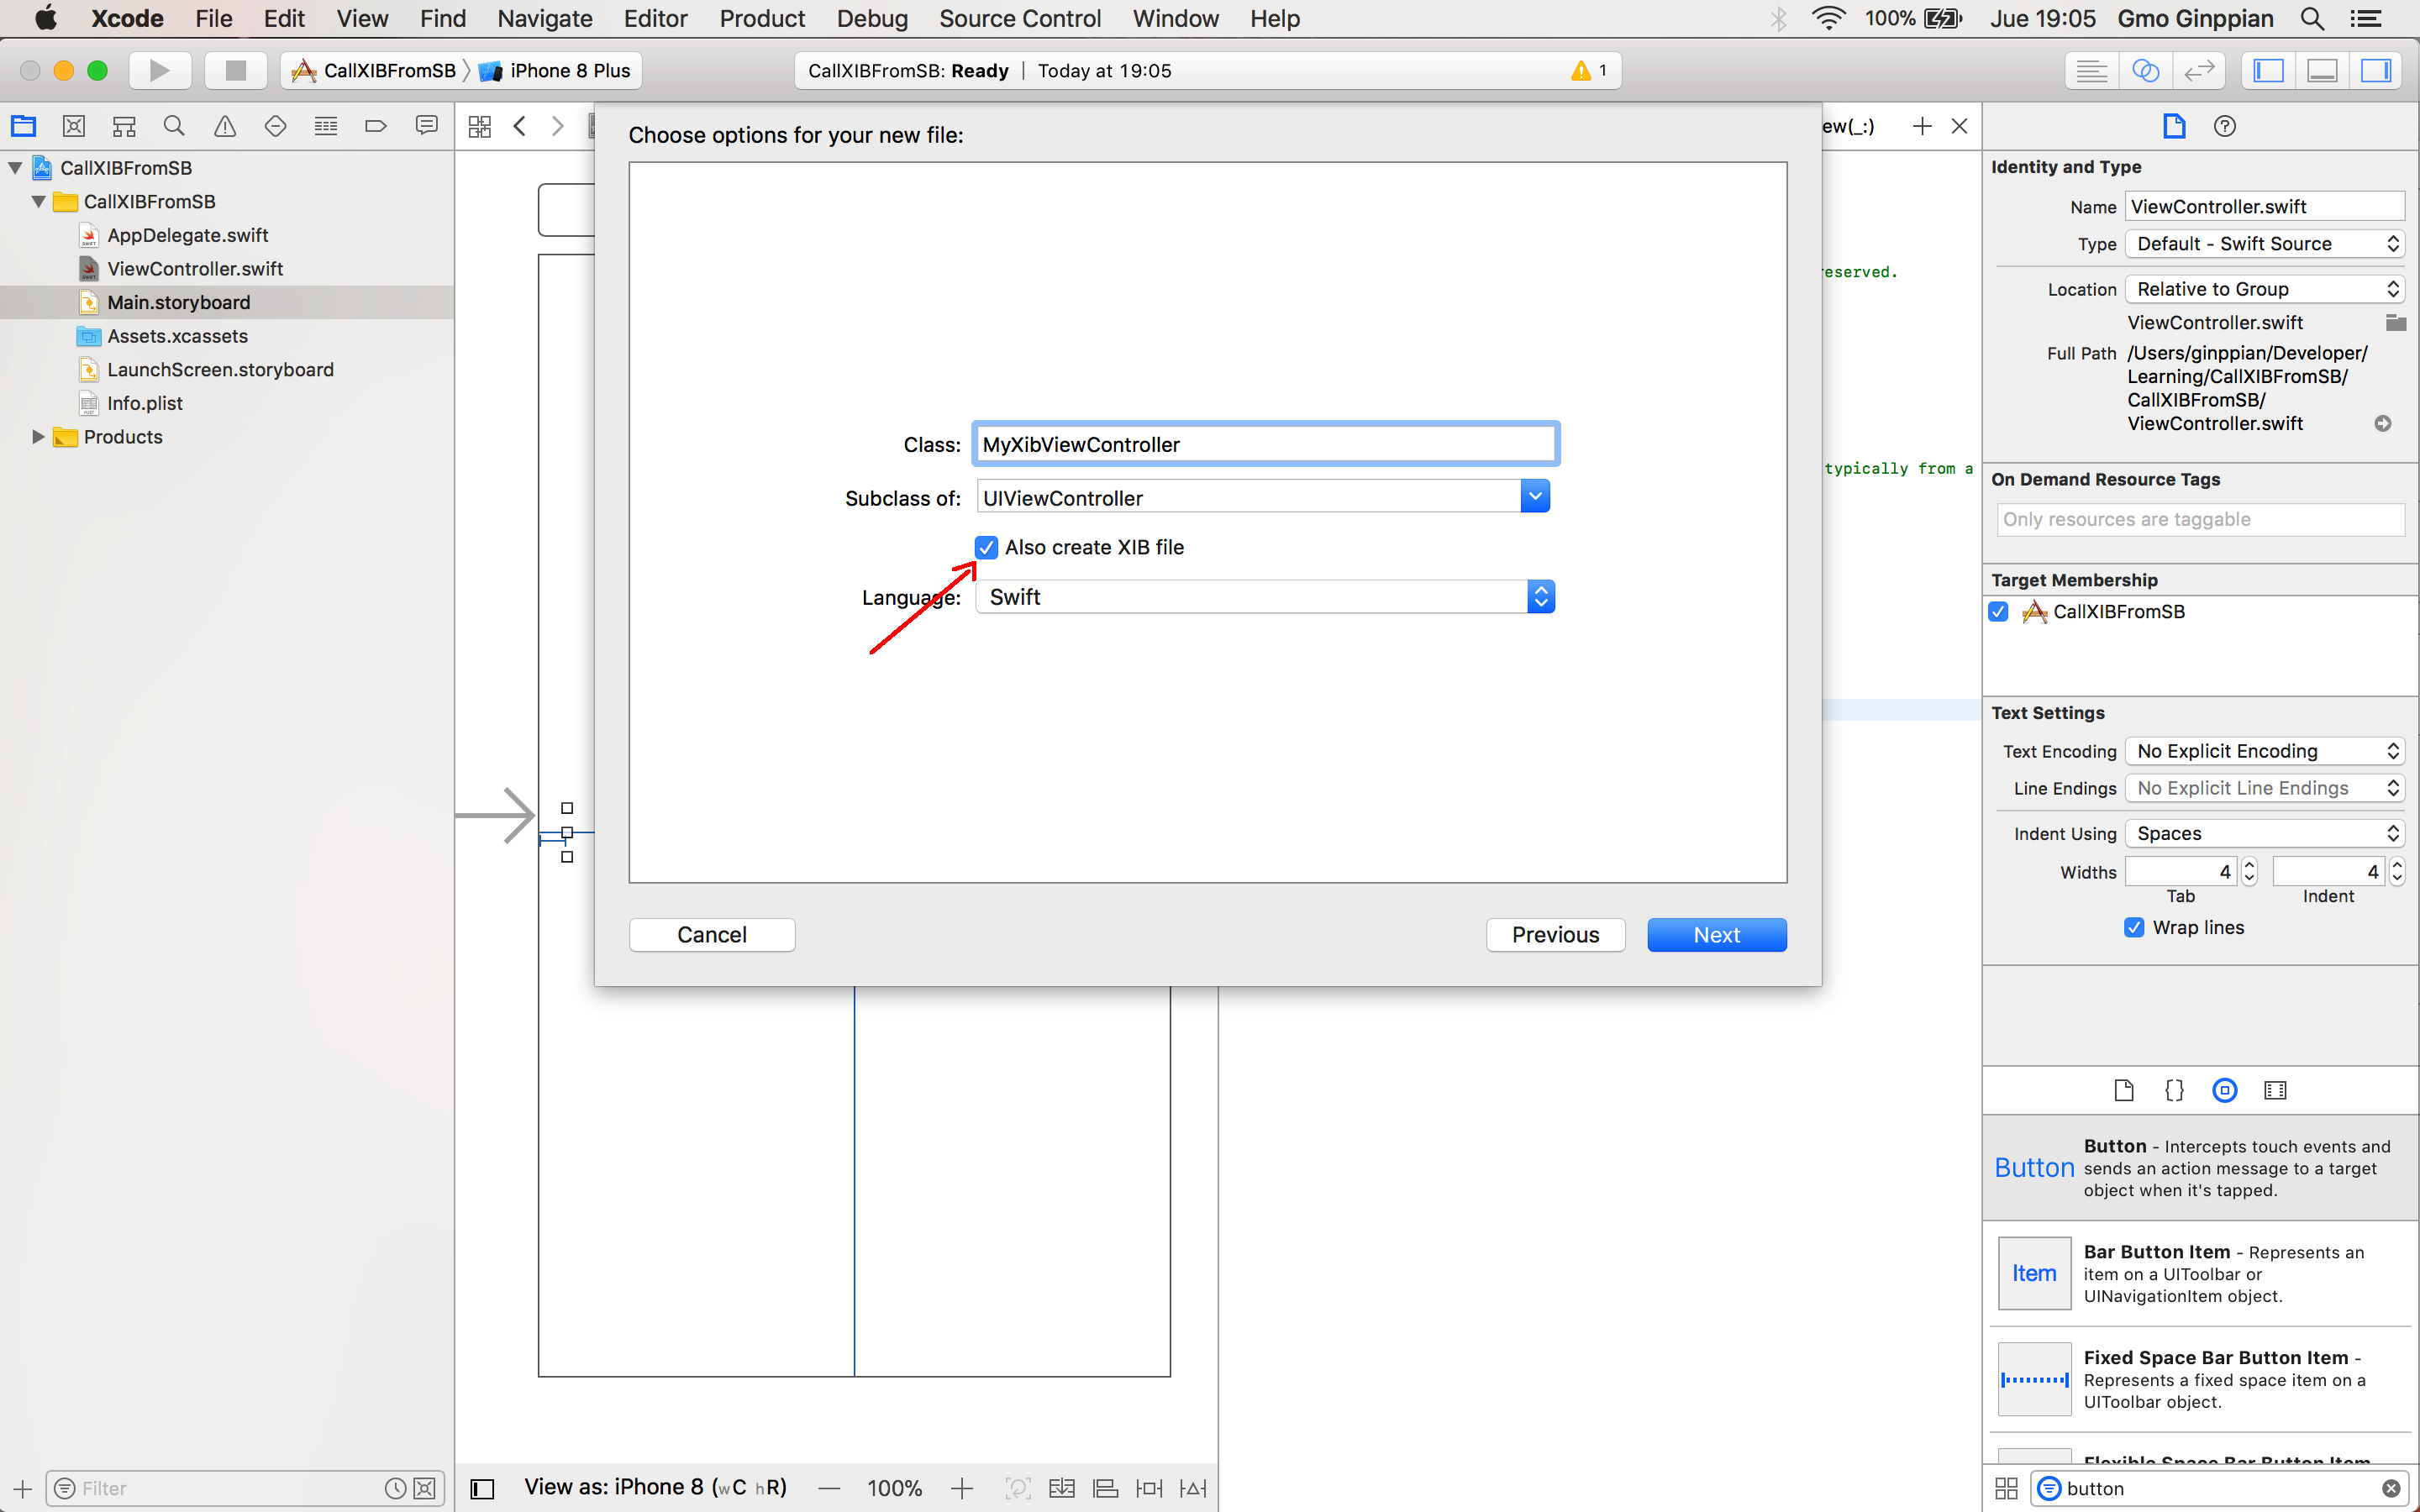 Xcode File Edit View Find Navigate Editor Product Debug Source Control Window Help 100% Jue 19:05 Gmo Ginppian
CallXIBFromSB iPhone 8 Plus CallXIBFromSB: Ready | Today at 19:05 1
Choose options for your new file:
ew(_:)
CallXIBFromSB
CallXIBFromSB
AppDelegate.swift
ViewController.swift
Main.storyboard
Assets.xcassets
LaunchScreen.storyboard
Info.plist
Products
Class: MyXibViewController
Subclass of: UIViewController
Also create XIB file
Language: Swift
Cancel Previous Next
eserved.
typically from a
Identity and Type
Name ViewController.swift
Type Default - Swift Source
Location Relative to Group
ViewController.swift
Full Path /Users/ginppian/Developer/
Learning/CallXIBFromSB/
CallXIBFromSB/
ViewController.swift
On Demand Resource Tags
Only resources are taggable
Target Membership
CallXIBFromSB
Text Settings
Text Encoding No Explicit Encoding
Line Endings No Explicit Line Endings
Indent Using Spaces
Widths 4 4
Tab Indent
Wrap lines
{}
Button
Button - Intercepts touch events and
sends an action message to a target
object when it's tapped.
Item
Bar Button Item - Represents an
item on a UIToolbar or
UINavigationItem object.
Fixed Space Bar Button Item -
Represents a fixed space item on a
UIToolbar object.
Flexible Space Bar Button Item
button
Filter
View as: iPhone 8 (wC hR) — 100% +